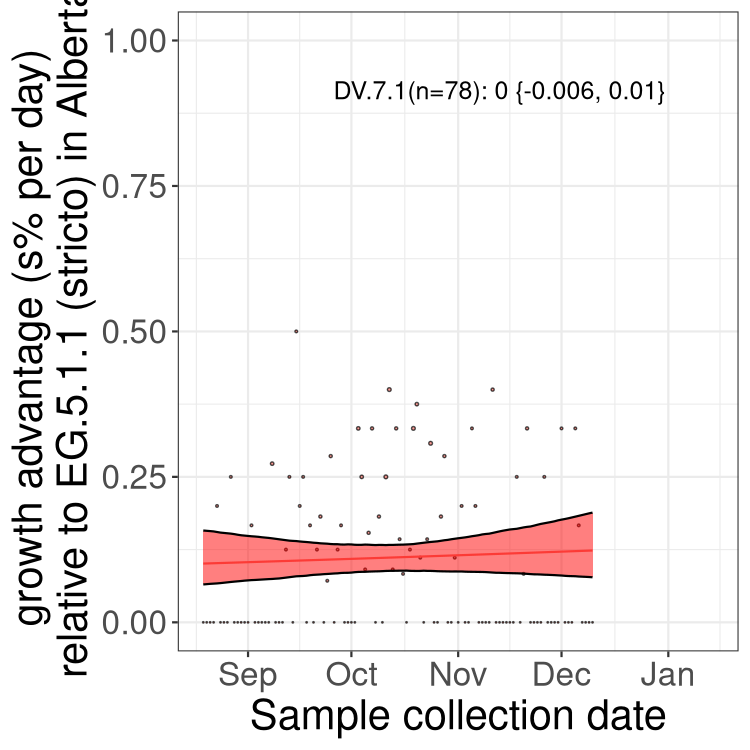 growth advantage (s% per day)
relative to EG.5.1.1 (stricto) in Alberta
1.00
0.75
0.50
0.25
0.00
DV.7.1(n=78): 0 {-0.006, 0.01}
Sep Oct Nov Dec Jan
Sample collection date